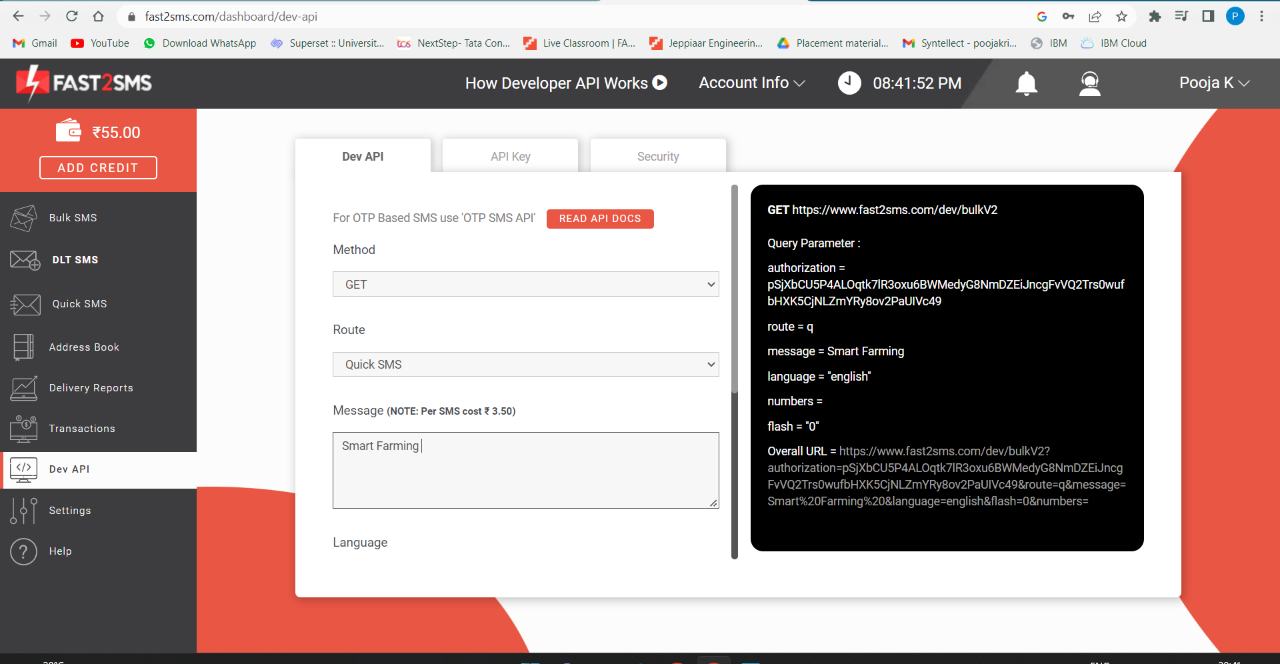 fast2sms.com/dashboard/dev-api
P
Gmail YouTube Download WhatsApp Superset :: Universit... NextStep- Tata Con... Live Classroom | FA... Jeppiaar Engineerin... Placement material... Syntellect - poojakri... IBM IBM Cloud
FAST2SMS How Developer API Works Account Info 08:41:52 PM Pooja K
₹55.00
ADD CREDIT
Bulk SMS
DLT SMS
Quick SMS
Address Book
Delivery Reports
Transactions
Dev API
Settings
Help
Dev API API Key Security
For OTP Based SMS use 'OTP SMS API' READ API DOCS
Method
GET
Route
Quick SMS
Message (NOTE: Per SMS cost ₹ 3.50)
Smart Farming
Language
GET https://www.fast2sms.com/dev/bulkV2
Query Parameter :
authorization =
pSjXbCU5P4ALOqtk7lR3oxu6BWMedyG8NmDZEiJncgFvVQ2Trs0wuf
bHXK5CjNLZmYRy8ov2PaUIVc49
route = q
message = Smart Farming
language = "english"
numbers =
flash = "0"
Overall URL = https://www.fast2sms.com/dev/bulkV2?
authorization=pSjXbCU5P4ALOqtk7lR3oxu6BWMedyG8NmDZEiJncg
FvVQ2Trs0wufbHXK5CjNLZmYRy8ov2PaUIVc49&route=q&message=
Smart%20Farming%20&language=english&flash=0&numbers=